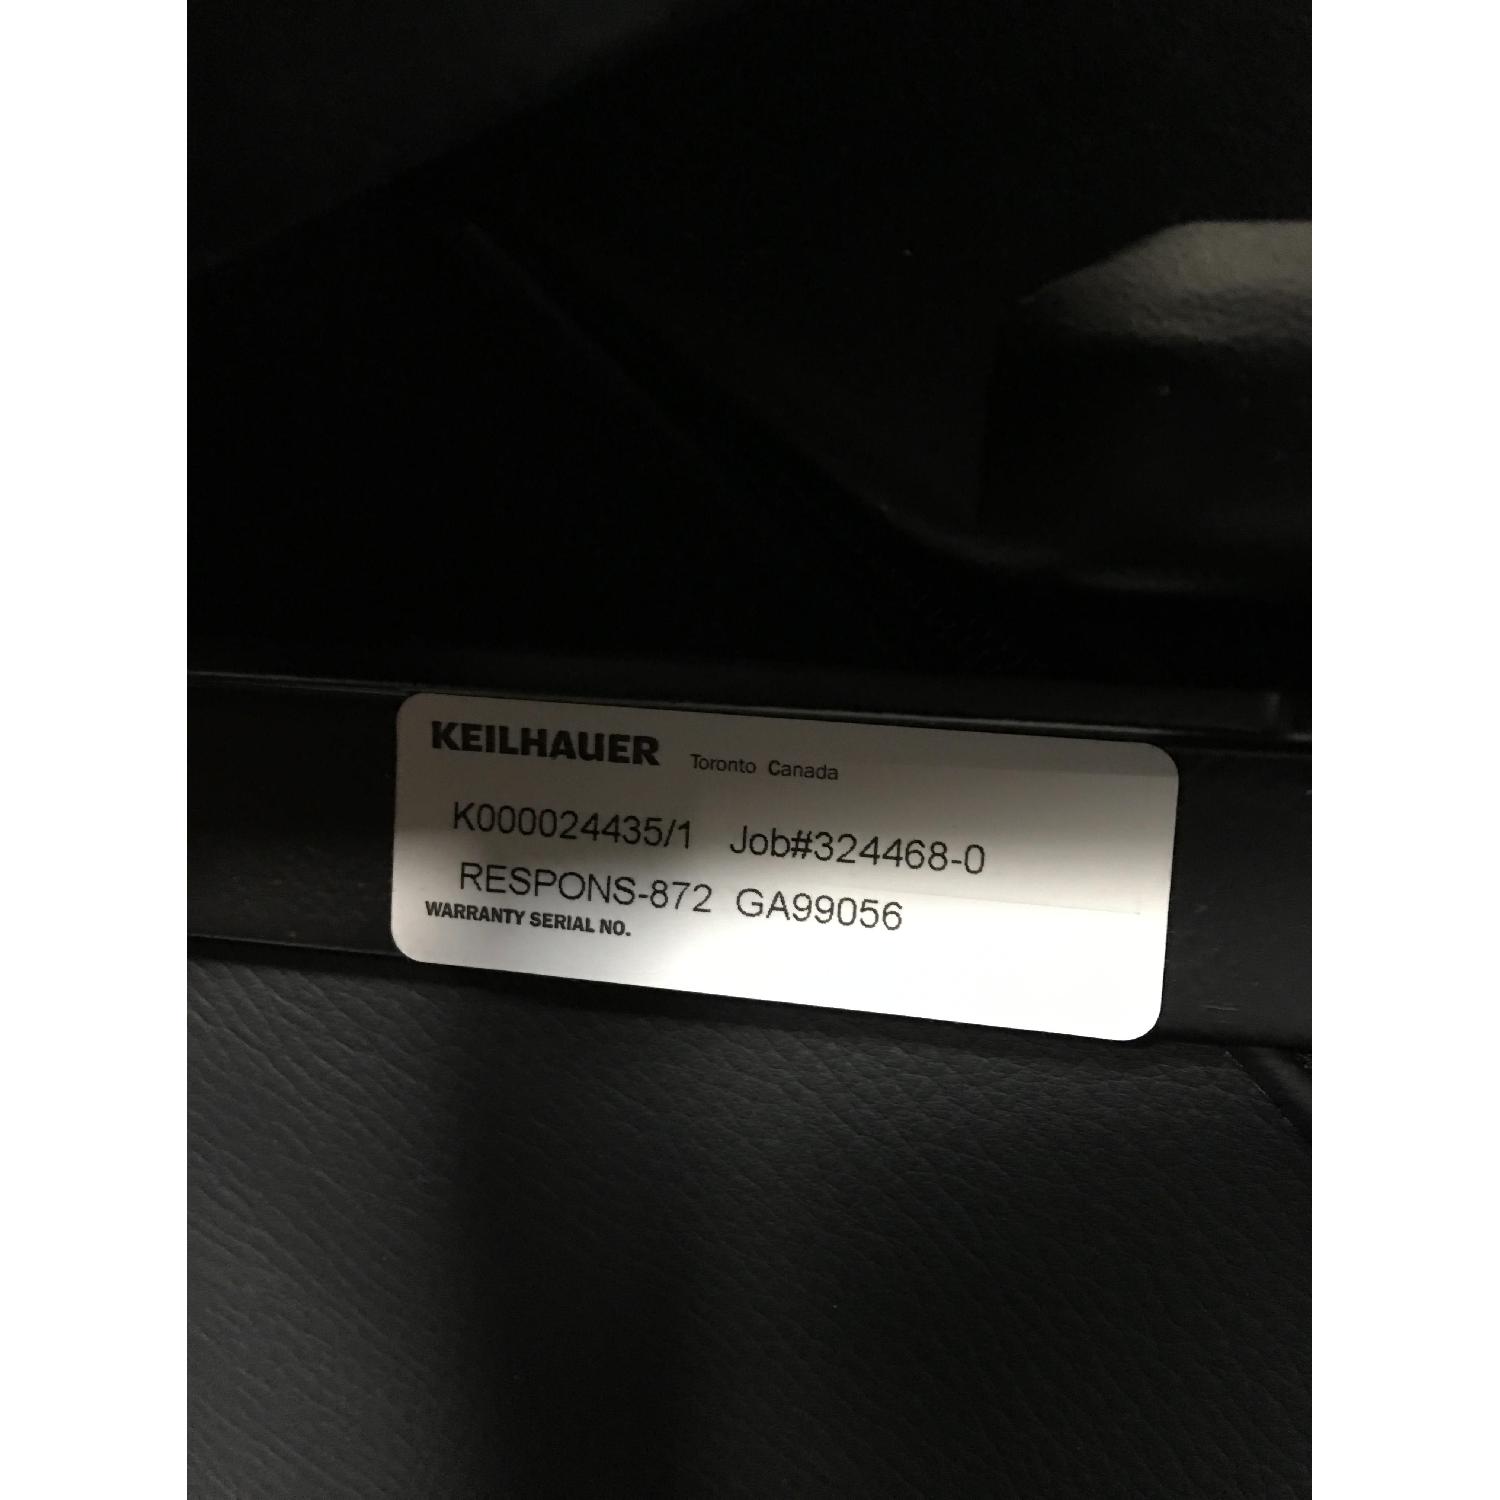 KEILHAUER Toronto Canada
K000024435/1 Job#324468-0
RESPONS-872 GA99056
WARRANTY SERIAL NO.